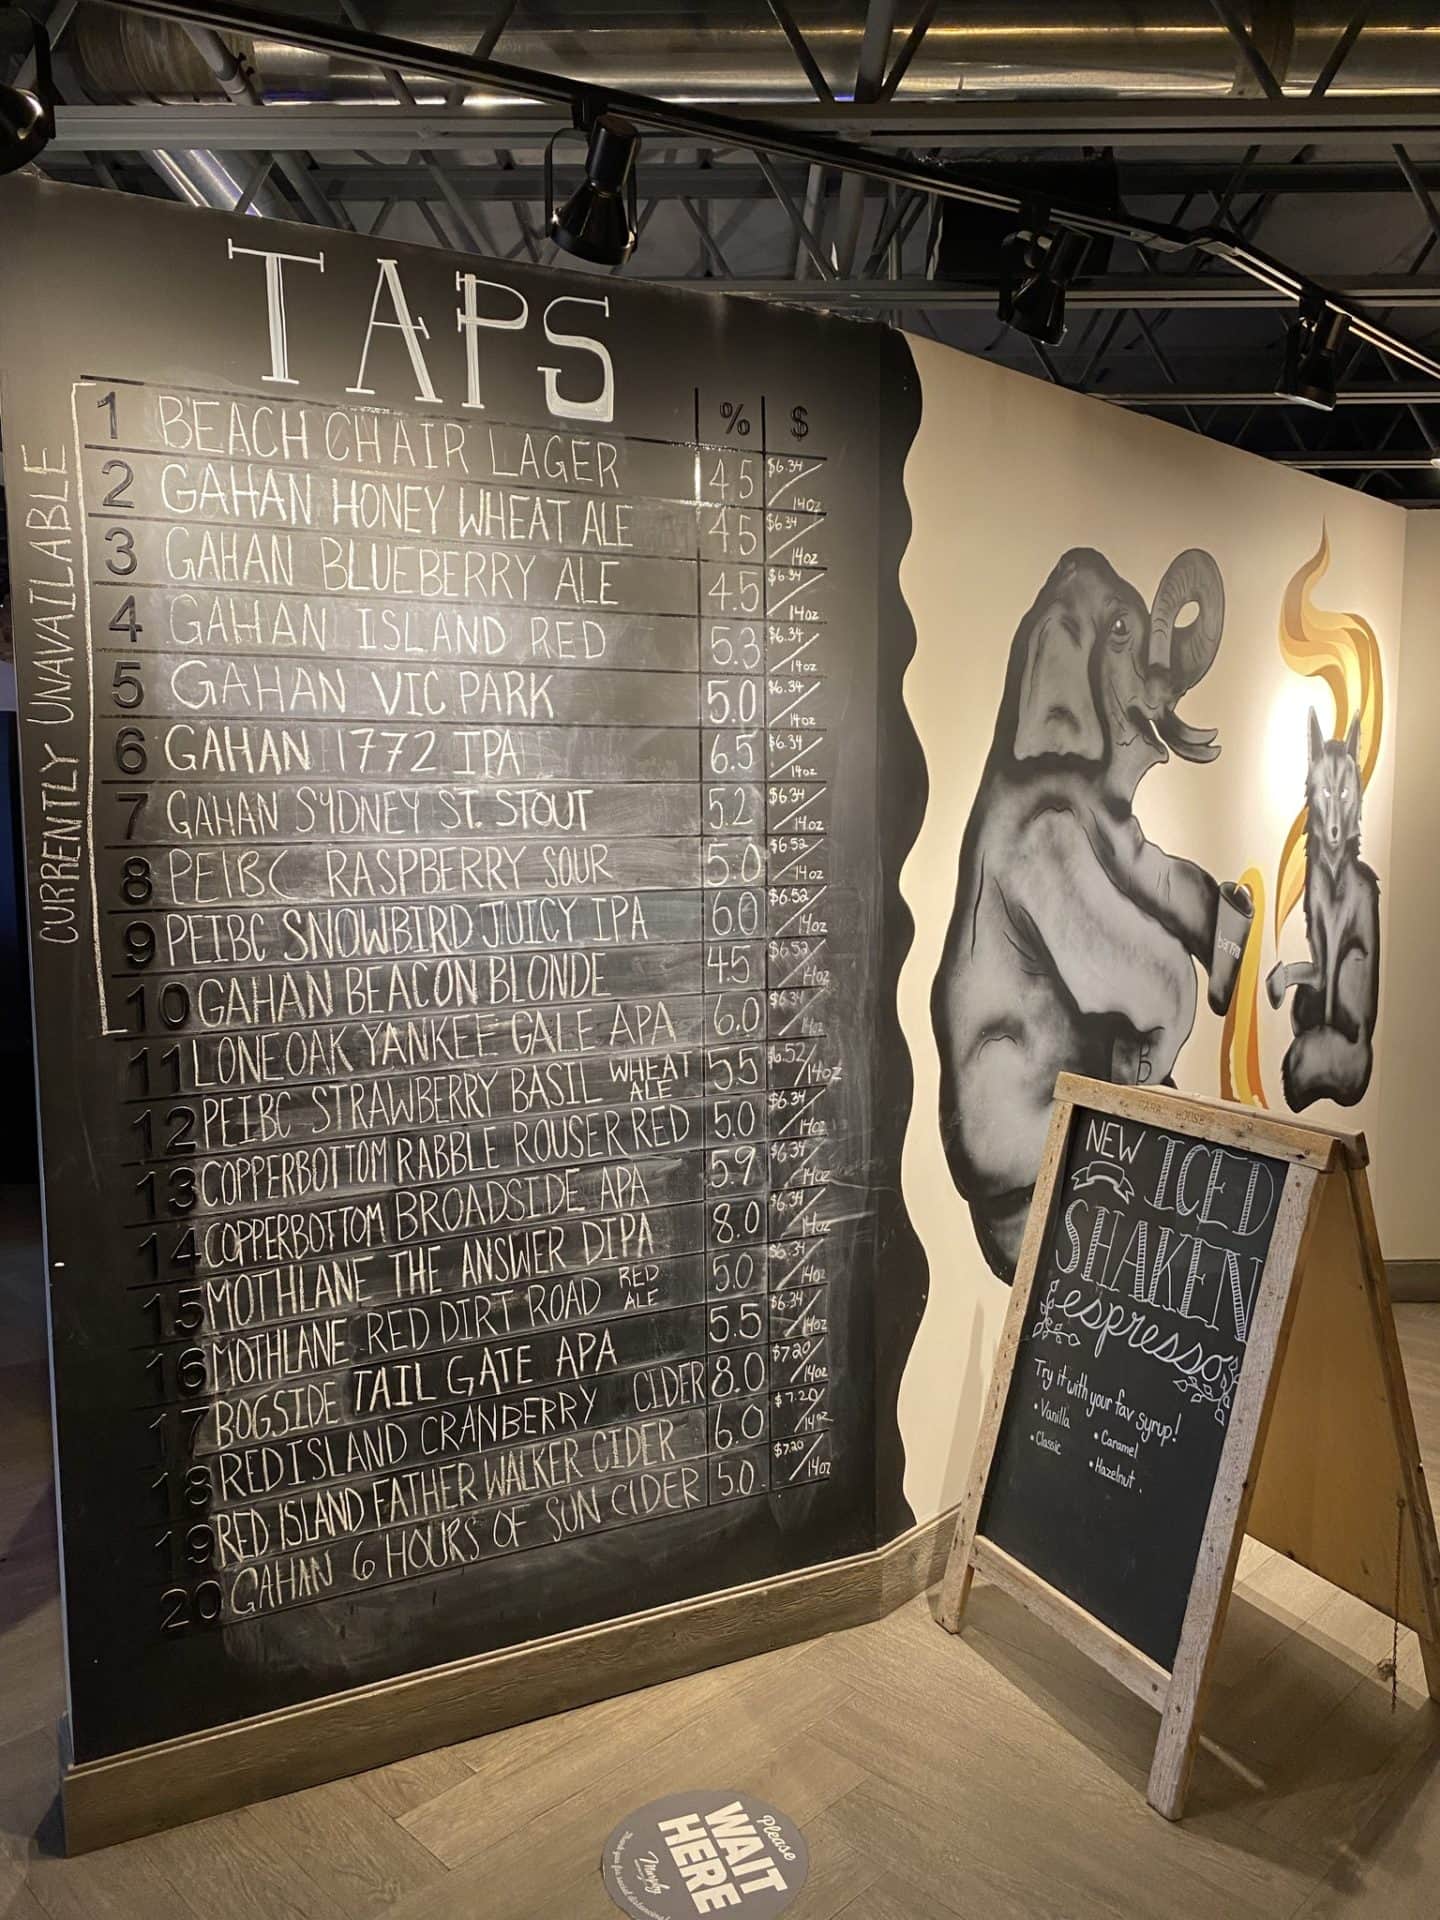 TAPS
% $
CURRENTLY UNAVAILABLE
1 BEACH CHAIR LAGER 4.5 $6.34/14oz
2 GAHAN HONEY WHEAT ALE 4.5 $6.34/14oz
3 GAHAN BLUEBERRY ALE 4.5 $6.34/14oz
4 GAHAN ISLAND RED 5.3 $6.34/14oz
5 GAHAN VIC PARK 5.0 $6.34/14oz
6 GAHAN 1772 IPA 6.5 $6.34/14oz
7 GAHAN SYDNEY ST. STOUT 5.2 $6.34/14oz
8 PEIBC RASPBERRY SOUR 5.0 $6.52/14oz
9 PEIBC SNOWBIRD JUICY IPA 6.0 $6.52/14oz
10 GAHAN BEACON BLONDE 4.5 $6.52/14oz
11 LONE OAK YANKEE GALE APA 6.0 $6.34/14oz
12 PEIBC STRAWBERRY BASIL WHEAT ALE 5.5 $6.52/14oz
13 COPPERBOTTOM RABBLE ROUSER RED 5.0 $6.34/14oz
14 COPPERBOTTOM BROADSIDE APA 5.9 $6.34/14oz
15 MOTHLANE THE ANSWER DIPA 8.0 $6.34/14oz
16 MOTHLANE RED DIRT ROAD RED ALE 5.0 $6.34/14oz
17 BOGSIDE TAIL GATE APA 5.5 $6.34/14oz
18 RED ISLAND CRANBERRY CIDER 8.0 $7.20/14oz
19 RED ISLAND FATHER WALKER CIDER 6.0 $7.20/14oz
20 GAHAN 6 HOURS OF SUN CIDER 5.0 $7.20/14oz
barra
B
NEW ICED
SHAKEN
espresso
Try it with your fav syrup!
• Vanilla • Caramel
• Classic • Hazelnut
Please
WAIT
HERE
Murphy
Thank you for social distancing!